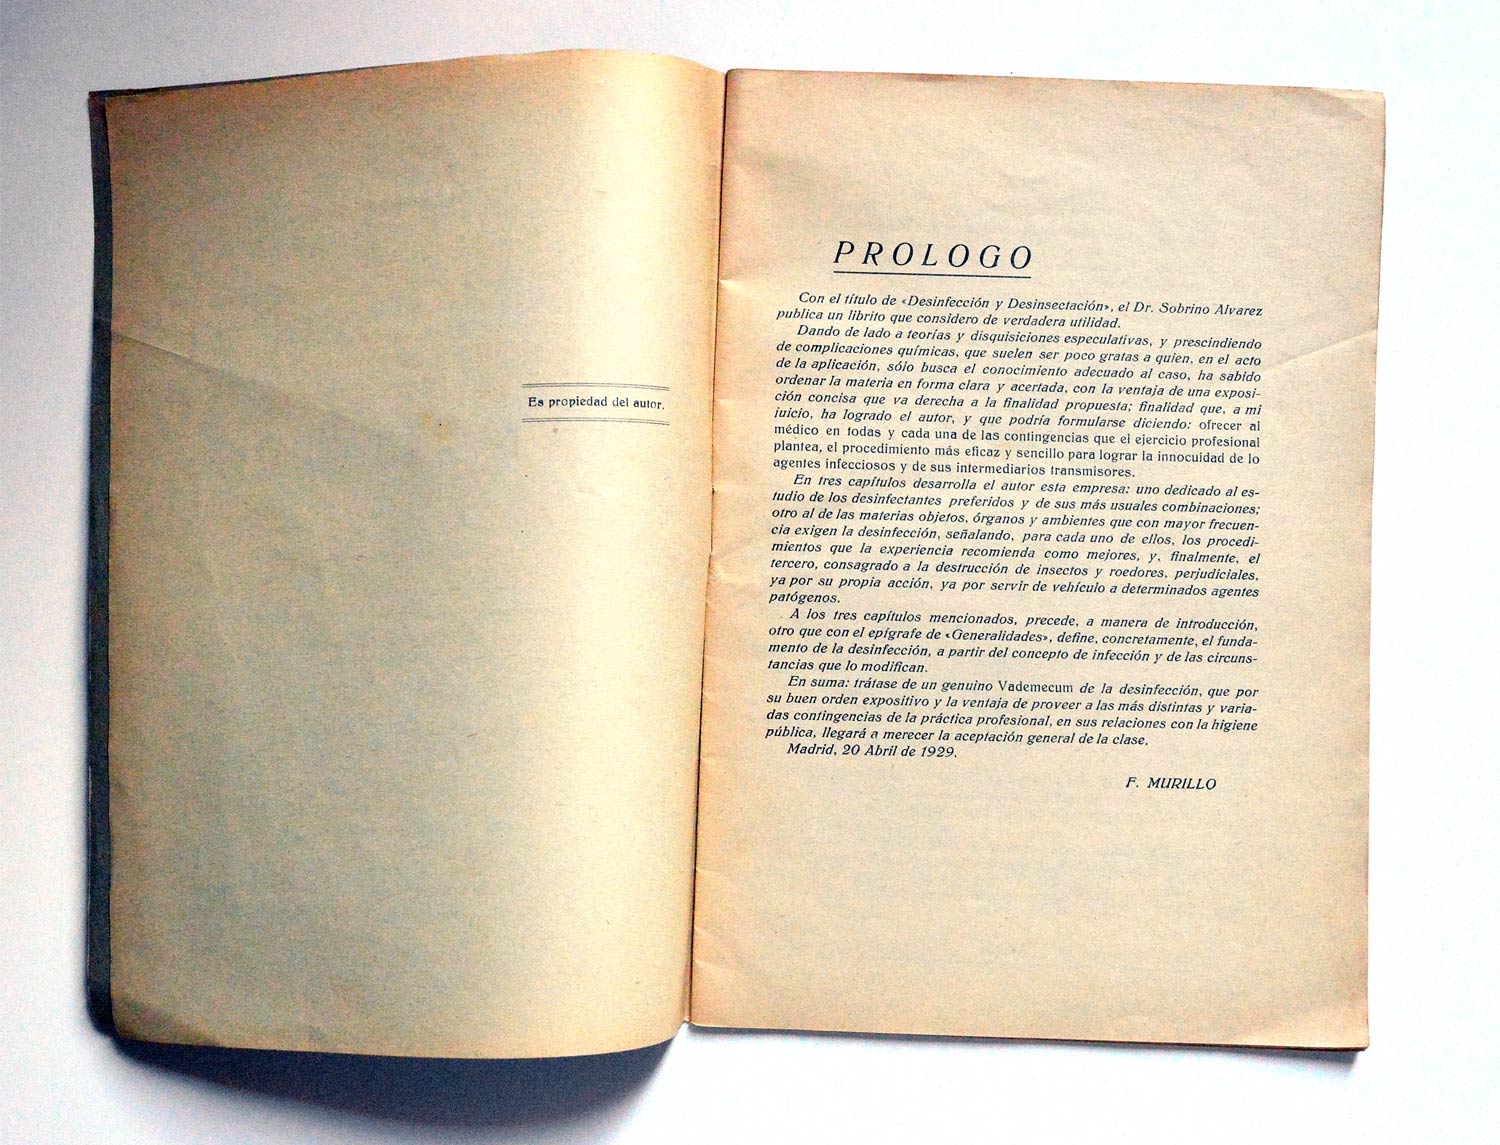 Es propiedad del autor.
PROLOGO
Con el título de «Desinfección y Desinsectación», el Dr. Sobrino Alvarez
publica un librito que considero de verdadera utilidad.
Dando de lado a teorías y disquisiciones especulativas, y prescindiendo
de complicaciones químicas, que suelen ser poco gratas a quien, en el acto
de la aplicación, sólo busca el conocimiento adecuado al caso, ha sabido
ordenar la materia en forma clara y acertada, con la ventaja de una exposi-
ción concisa que va derecha a la finalidad propuesta; finalidad que, a mi
juicio, ha logrado el autor, y que podría formularse diciendo: ofrecer al
médico en todas y cada una de las contingencias que el ejercicio profesional
plantea, el procedimiento más eficaz y sencillo para lograr la innocuidad de lo
agentes infecciosos y de sus intermediarios transmisores.
En tres capítulos desarrolla el autor esta empresa: uno dedicado al es-
tudio de los desinfectantes preferidos y de sus más usuales combinaciones;
otro al de las materias objetos, órganos y ambientes que con mayor frecuen-
cia exigen la desinfección, señalando, para cada uno de ellos, los procedi-
mientos que la experiencia recomienda como mejores, y, finalmente, el
tercero, consagrado a la destrucción de insectos y roedores, perjudiciales,
ya por su propia acción, ya por servir de vehículo a determinados agentes
patógenos.
A los tres capítulos mencionados, precede, a manera de introducción,
otro que con el epígrafe de «Generalidades», define, concretamente, el funda-
mento de la desinfección, a partir del concepto de infección y de las circuns-
tancias que lo modifican.
En suma: trátase de un genuino Vademecum de la desinfección, que por
su buen orden expositivo y la ventaja de proveer a las más distintas y varia-
das contingencias de la práctica profesional, en sus relaciones con la higiene
pública, llegará a merecer la aceptación general de la clase.
Madrid, 20 Abril de 1929.
F. MURILLO